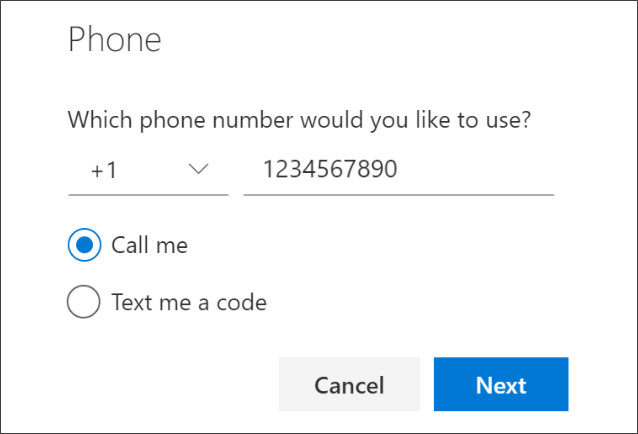 Phone
Which phone number would you like to use?
+1 1234567890
Call me
Text me a code
Cancel Next